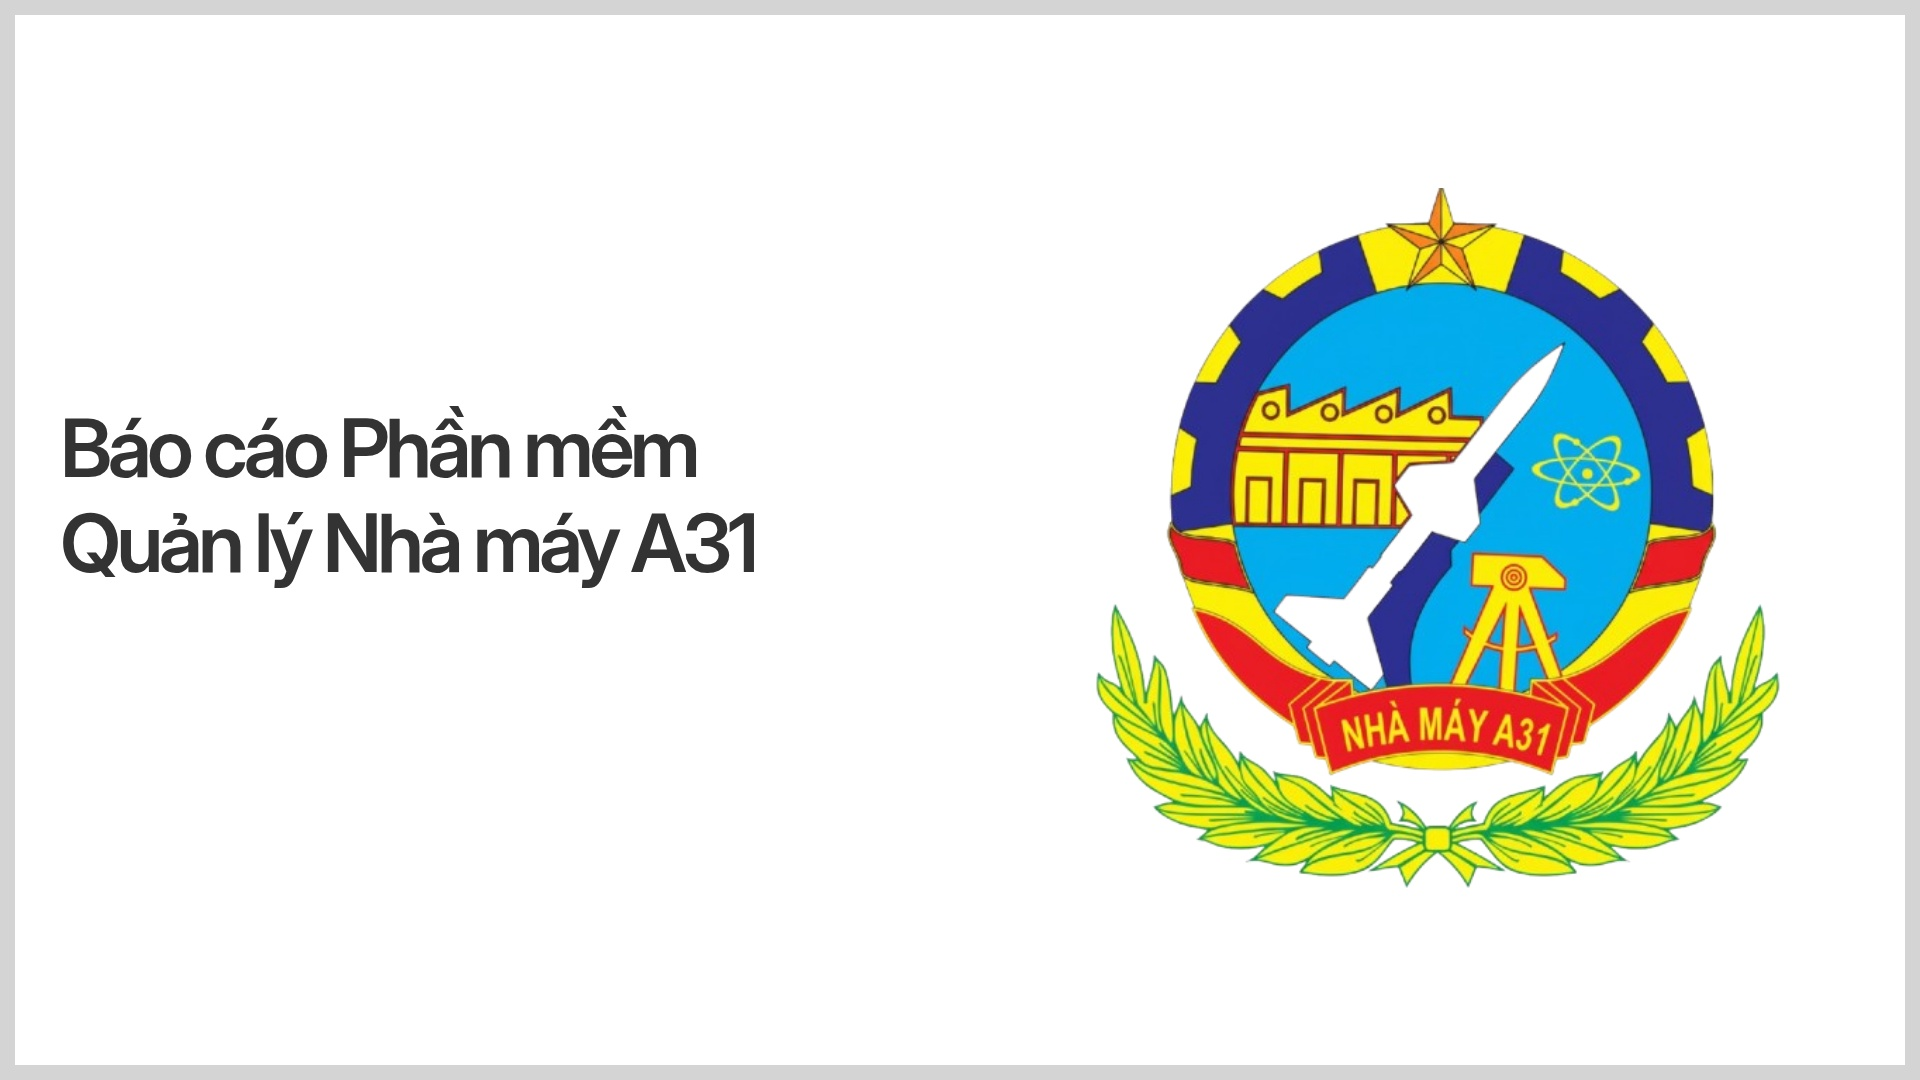 Báo cáo Phần mềm
Quản lý Nhà máy A31
NHÀ MÁY A31